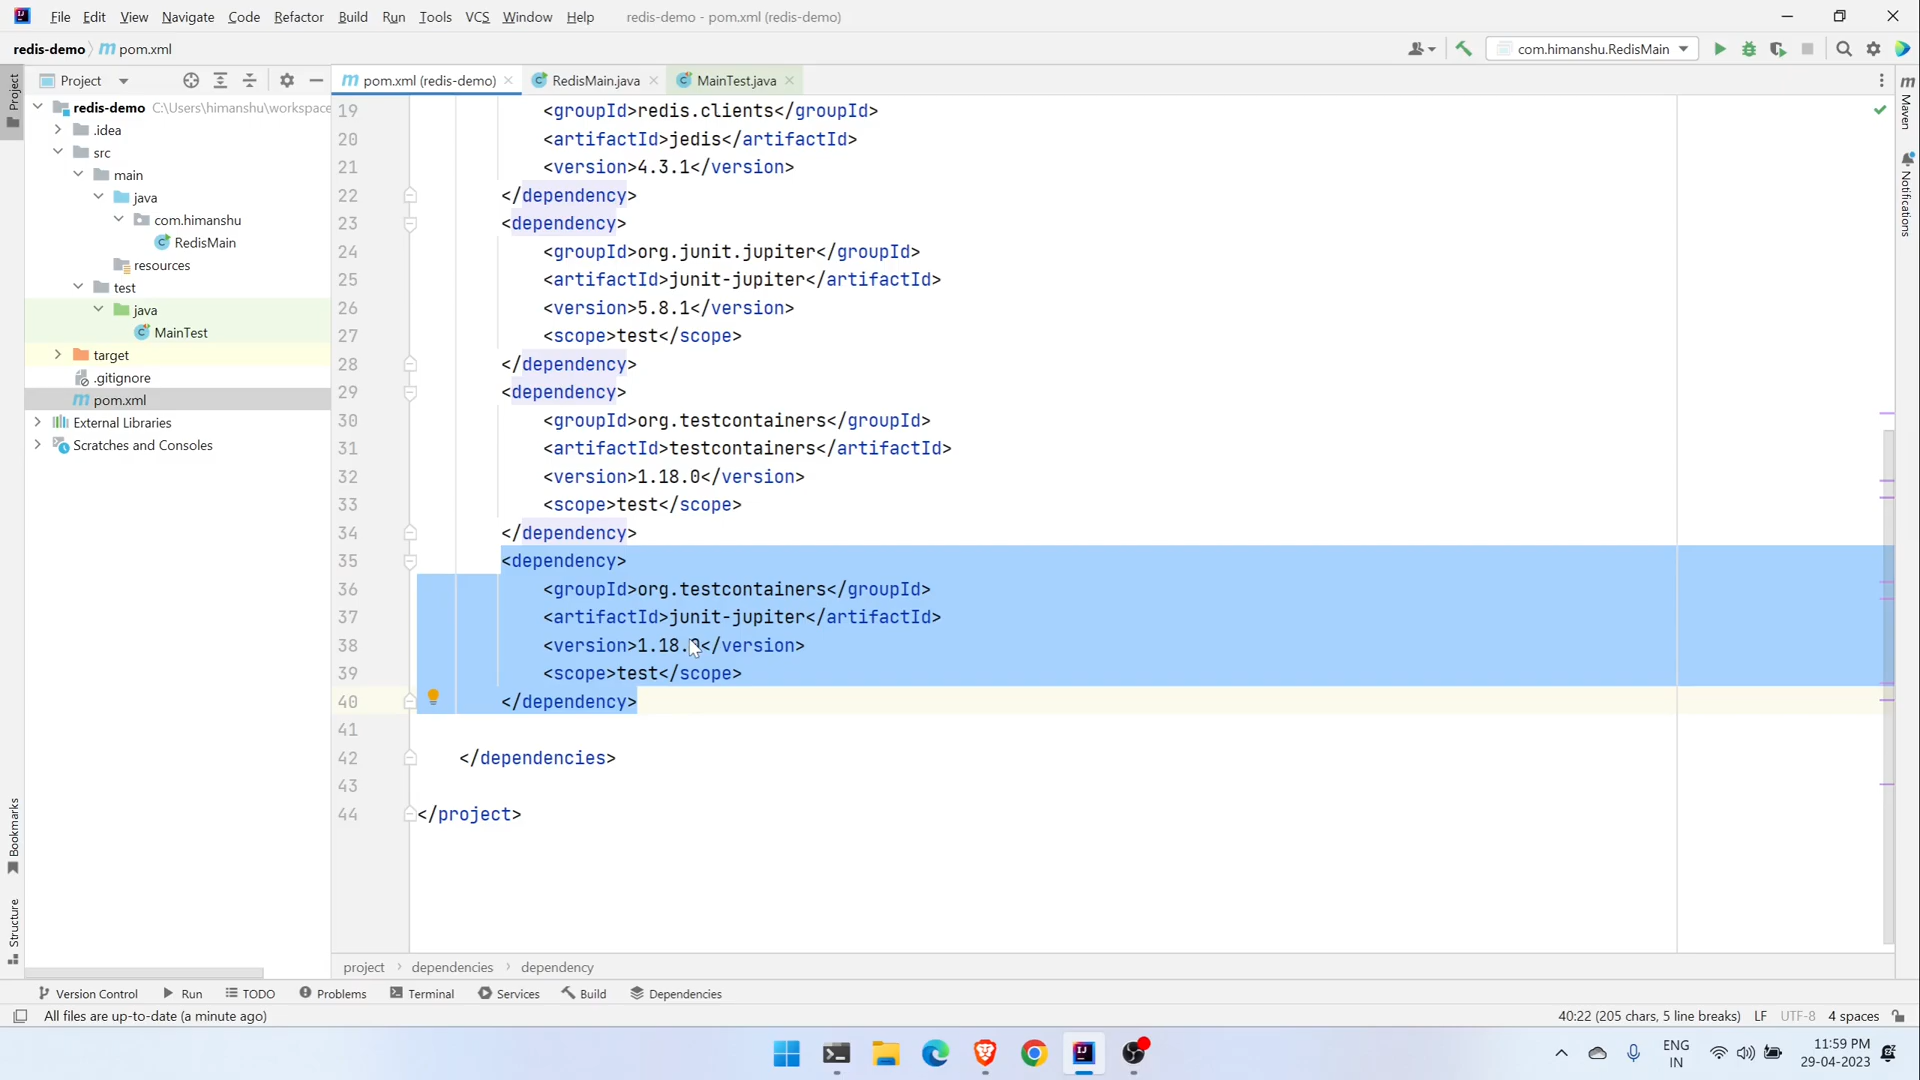 File Edit View Navigate Code Refactor Build Run Tools VCS Window Help redis-demo - pom.xml (redis-demo)
redis-demo pom.xml com.himanshu.RedisMain
Project pom.xml (redis-demo) RedisMain.java MainTest.java
redis-demo C:\Users\himanshu\workspace
.idea
src
main
java
com.himanshu
RedisMain
resources
test
java
MainTest
target
.gitignore
pom.xml
External Libraries
Scratches and Consoles
19 <groupId>redis.clients</groupId>
20 <artifactId>jedis</artifactId>
21 <version>4.3.1</version>
22 </dependency>
23 <dependency>
24 <groupId>org.junit.jupiter</groupId>
25 <artifactId>junit-jupiter</artifactId>
26 <version>5.8.1</version>
27 <scope>test</scope>
28 </dependency>
29 <dependency>
30 <groupId>org.testcontainers</groupId>
31 <artifactId>testcontainers</artifactId>
32 <version>1.18.0</version>
33 <scope>test</scope>
34 </dependency>
35 <dependency>
36 <groupId>org.testcontainers</groupId>
37 <artifactId>junit-jupiter</artifactId>
38 <version>1.18.0</version>
39 <scope>test</scope>
40 </dependency>
41
42 </dependencies>
43
44 </project>
Project
Bookmarks
Structure
Maven
Notifications
project dependencies dependency
Version Control Run TODO Problems Terminal Services Build Dependencies
All files are up-to-date (a minute ago) 40:22 (205 chars, 5 line breaks) LF UTF-8 4 spaces
ENG 11:59 PM
IN 29-04-2023